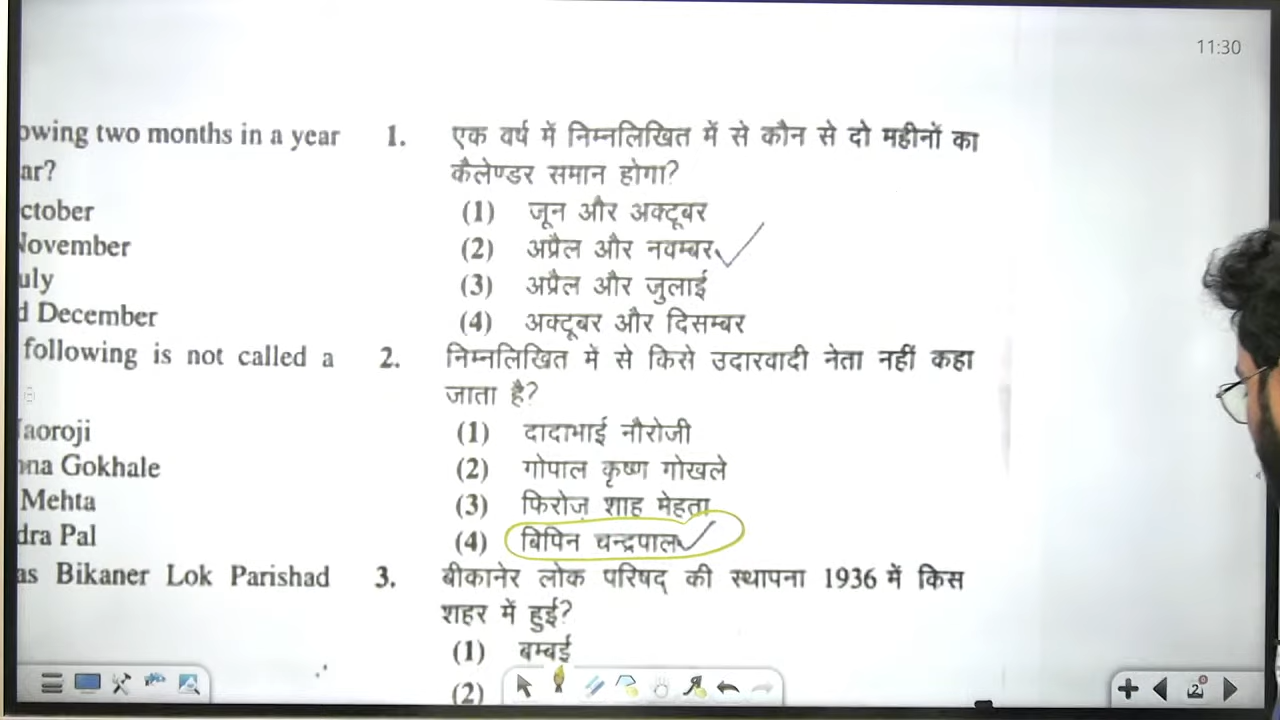 11:30
owing two months in a year
ar?
ctober
November
uly
d December
following is not called a
Naoroji
na Gokhale
Mehta
dra Pal
as Bikaner Lok Parishad
1. एक वर्ष में निम्नलिखित में से कौन से दो महीनों का
कैलेण्डर समान होगा?
(1) जून और अक्टूबर
(2) अप्रैल और नवम्बर
(3) अप्रैल और जुलाई
(4) अक्टूबर और दिसम्बर
2. निम्नलिखित में से किसे उदारवादी नेता नहीं कहा
जाता है?
(1) दादाभाई नौरोजी
(2) गोपाल कृष्ण गोखले
(3) फिरोज़ शाह मेहता
(4) बिपिन चन्द्रपाल
3. बीकानेर लोक परिषद् की स्थापना 1936 में किस
शहर में हुई?
(1) बम्बई
(2)
2